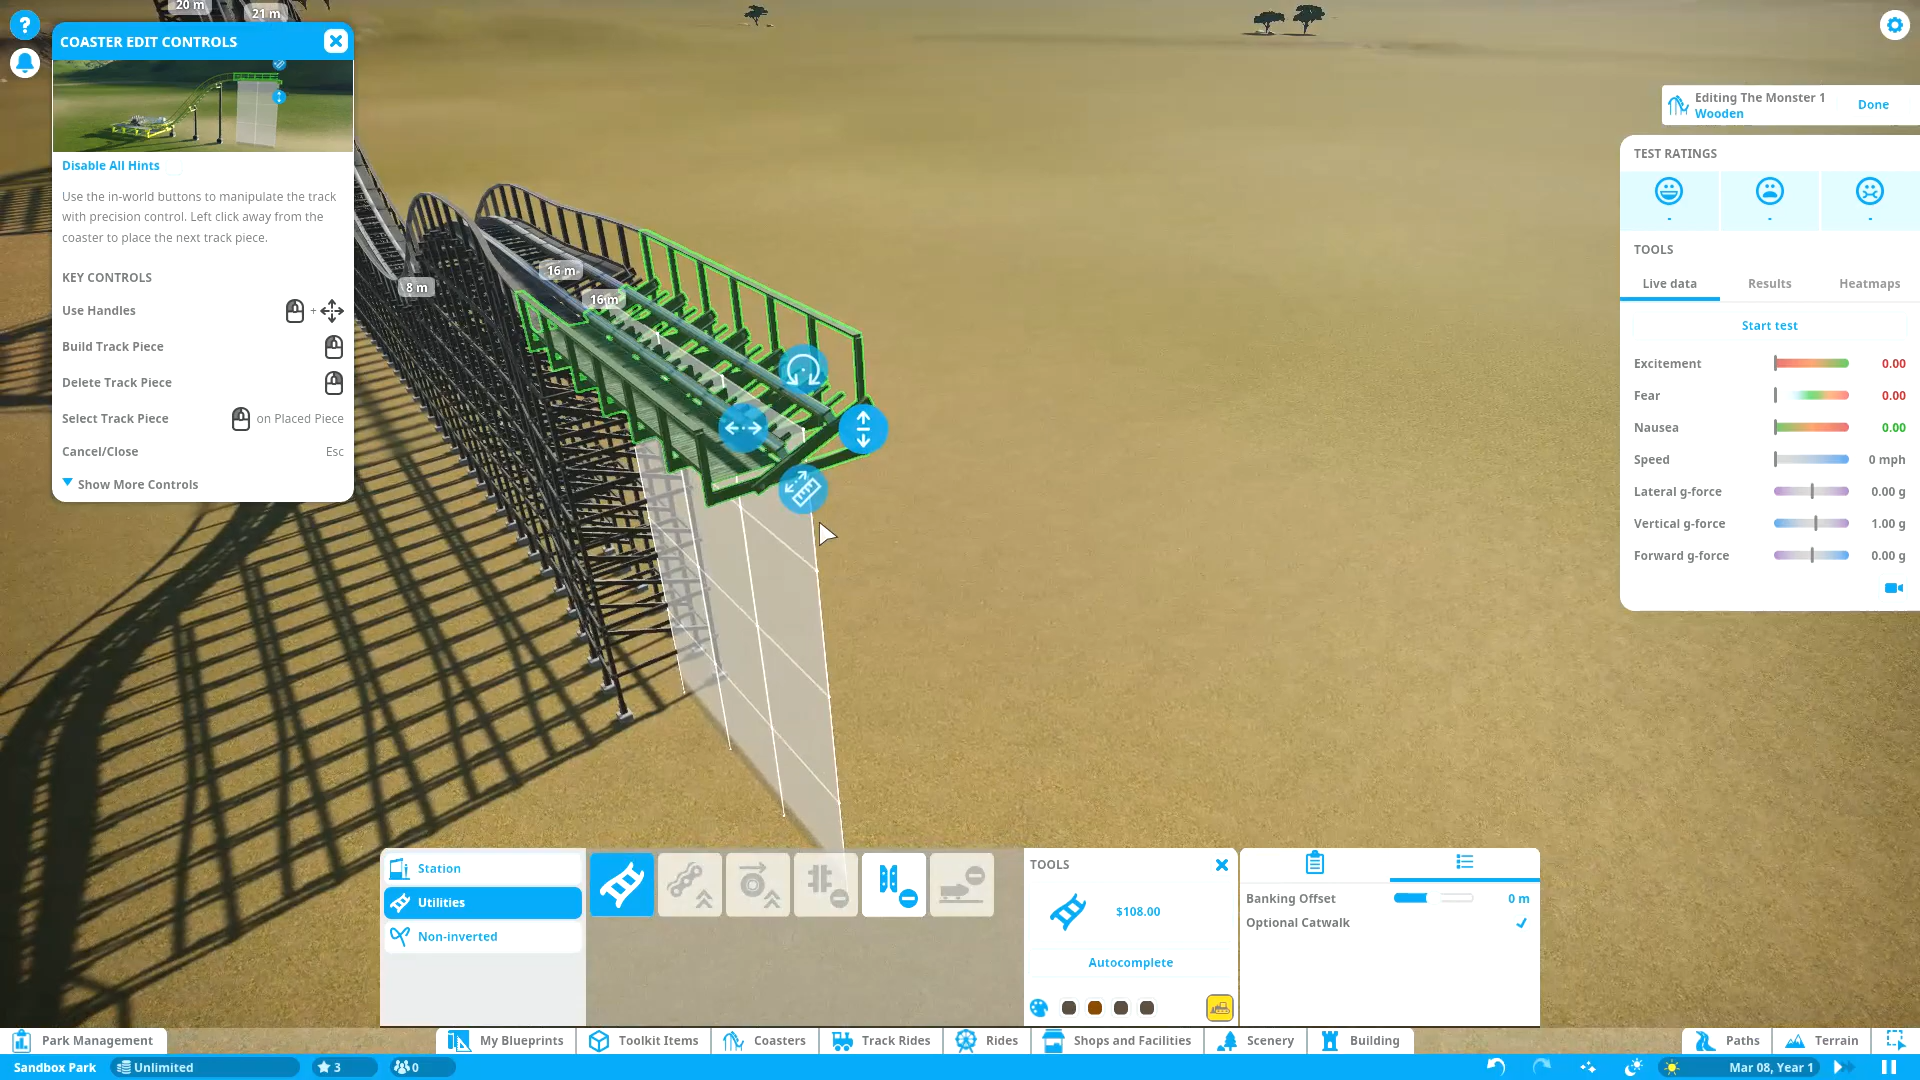 20 m
21 m
?
COASTER EDIT CONTROLS
Disable All Hints
Use the in-world buttons to manipulate the track
with precision control. Left click away from the
coaster to place the next track piece.
KEY CONTROLS
Use Handles +
Build Track Piece
Delete Track Piece
Select Track Piece on Placed Piece
Cancel/Close Esc
Show More Controls
8 m
16 m
16 m
Editing The Monster 1
Wooden
Done
TEST RATINGS
- - -
TOOLS
Live data Results Heatmaps
Start test
Excitement 0.00
Fear 0.00
Nausea 0.00
Speed 0 mph
Lateral g-force 0.00 g
Vertical g-force 1.00 g
Forward g-force 0.00 g
Station
Utilities
Non-inverted
TOOLS
$108.00
Autocomplete
Banking Offset 0 m
Optional Catwalk
Park Management
My Blueprints
Toolkit Items
Coasters
Track Rides
Rides
Shops and Facilities
Scenery
Building
Paths
Terrain
Sandbox Park
Unlimited
3
0
Mar 08, Year 1